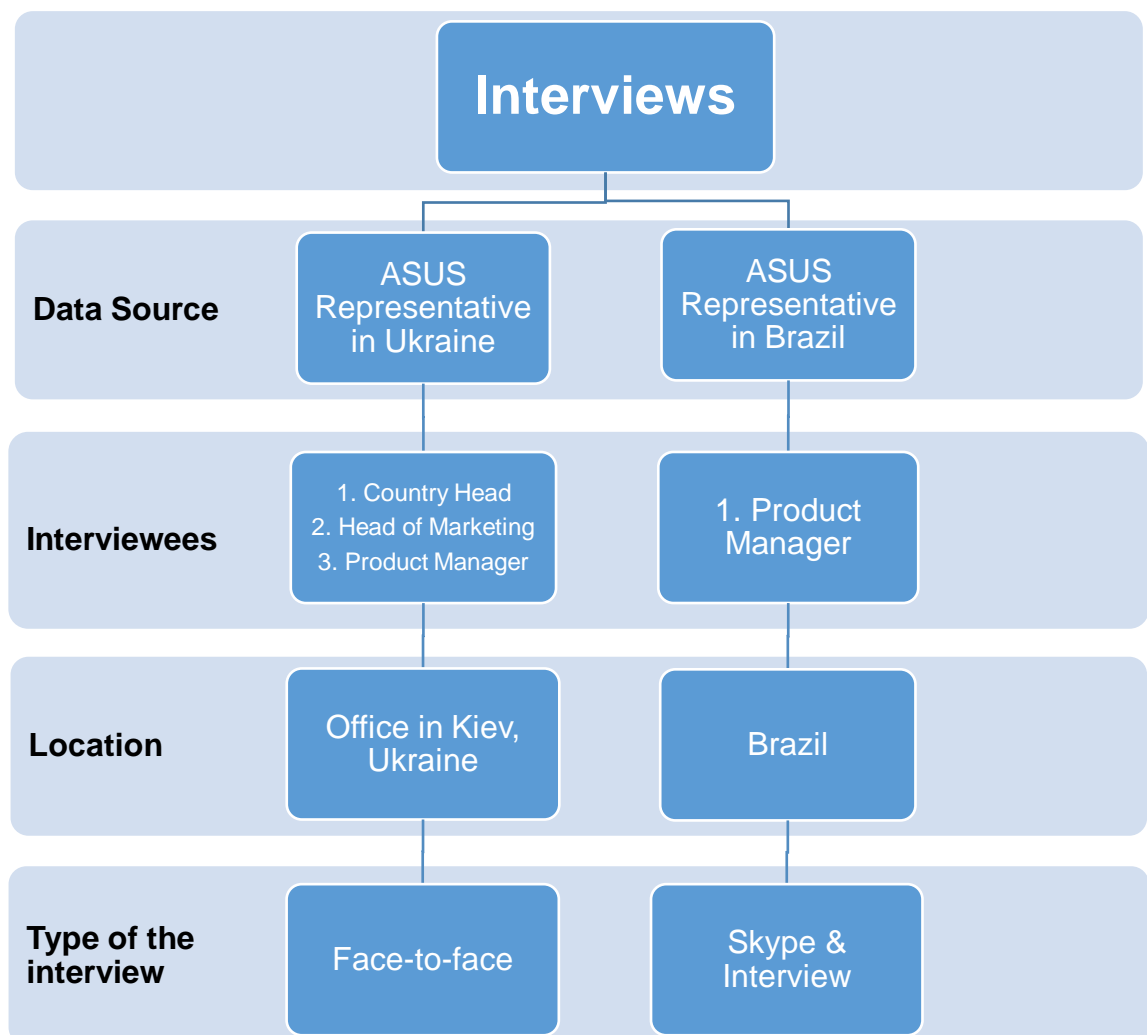 Interviews
Data Source
ASUS
Representative
in Ukraine
ASUS
Representative
in Brazil
Interviewees
1. Country Head
2. Head of Marketing
3. Product Manager
1. Product
Manager
Location
Office in Kiev,
Ukraine
Brazil
Type of the
interview
Face-to-face
Skype &
Interview